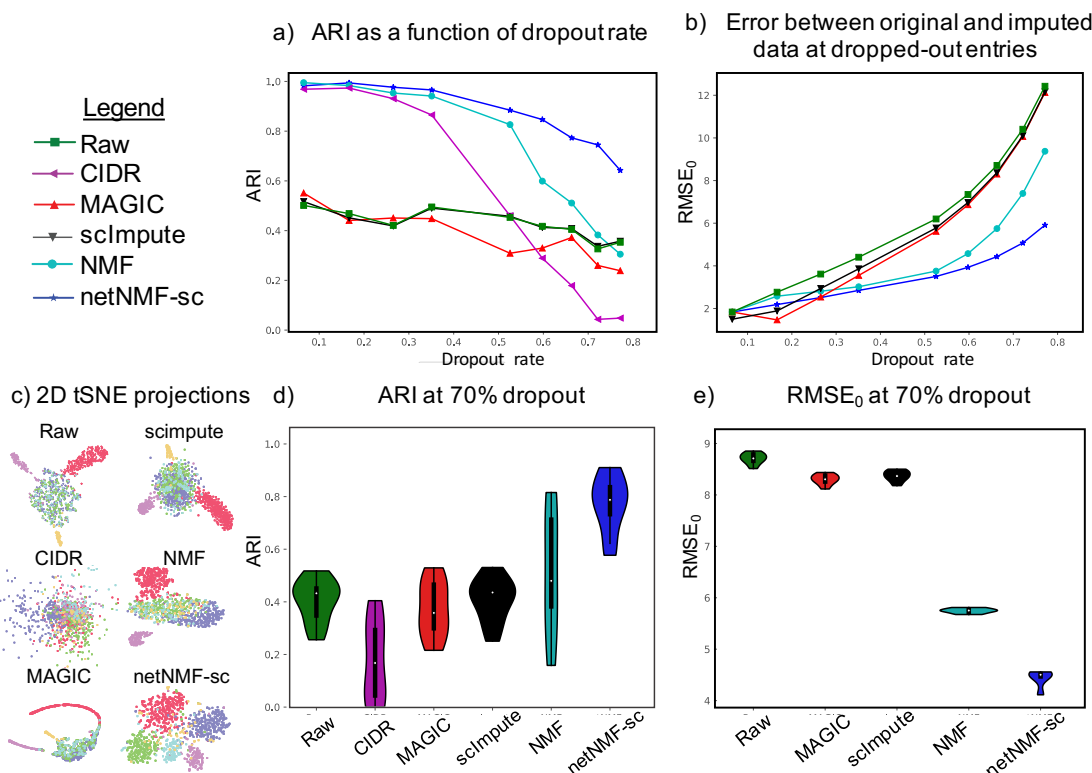 a) ARI as a function of dropout rate
b) Error between original and imputed
data at dropped-out entries
Legend
Raw
CIDR
MAGIC
scImpute
NMF
netNMF-sc
ARI
1.0
0.8
0.6
0.4
0.2
0.0
0.1 0.2 0.3 0.4 0.5 0.6 0.7 0.8
Dropout rate
RMSE0
12
10
8
6
4
2
0.1 0.2 0.3 0.4 0.5 0.6 0.7 0.8
Dropout rate
c) 2D tSNE projections
Raw
scimpute
CIDR
NMF
MAGIC
netNMF-sc
d) ARI at 70% dropout
ARI
1.0
0.8
0.6
0.4
0.2
0.0
Raw
CIDR
MAGIC
scImpute
NMF
netNMF-sc
e) RMSE0 at 70% dropout
RMSE0
9
8
7
6
5
4
Raw
MAGIC
scImpute
NMF
netNMF-sc